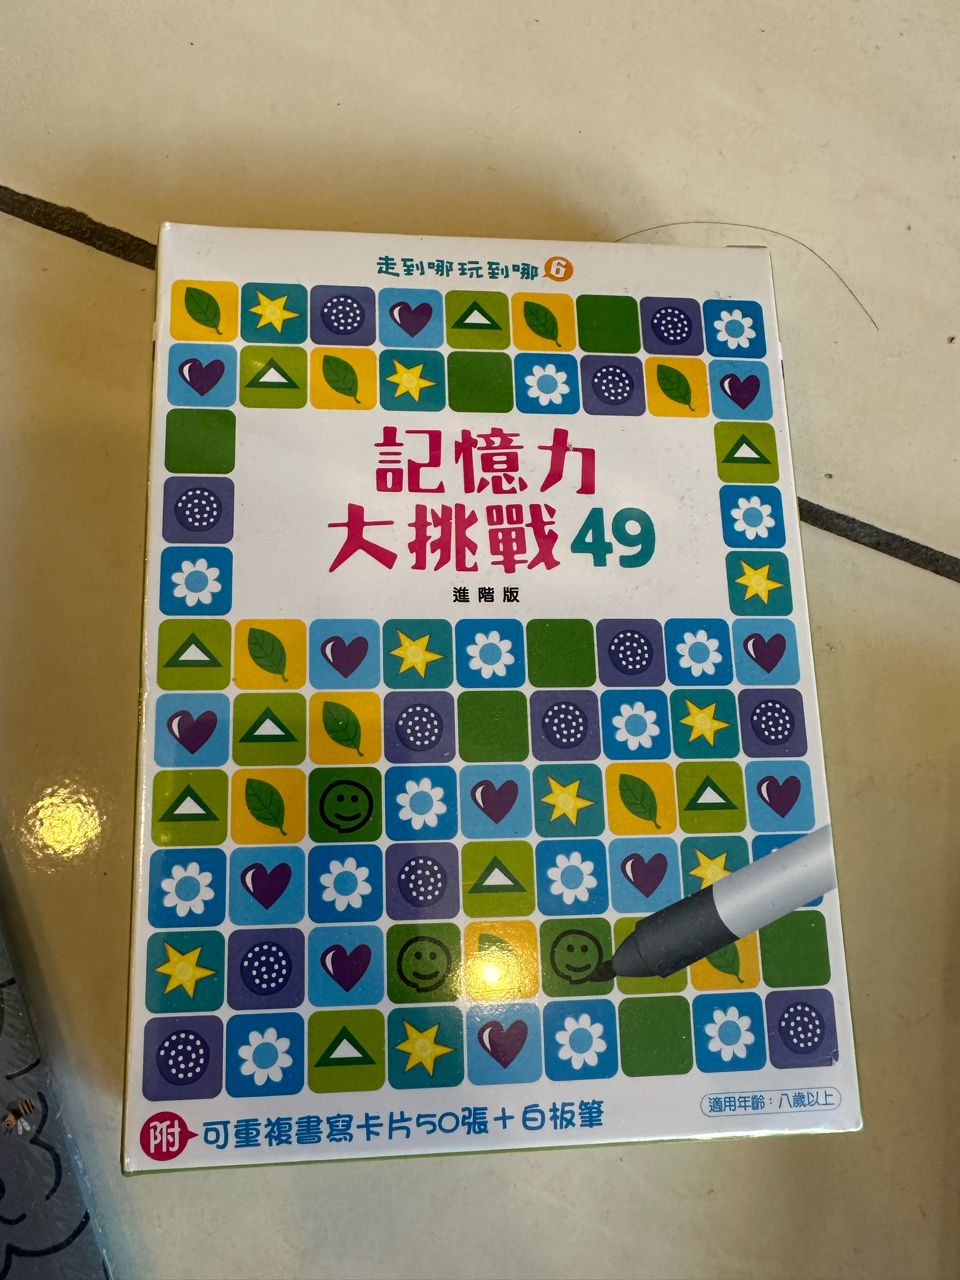 走到哪玩到哪6
記憶力
大挑戰49
進階版
附 可重複書寫卡片50張+白板筆
適用年齡：八歲以上